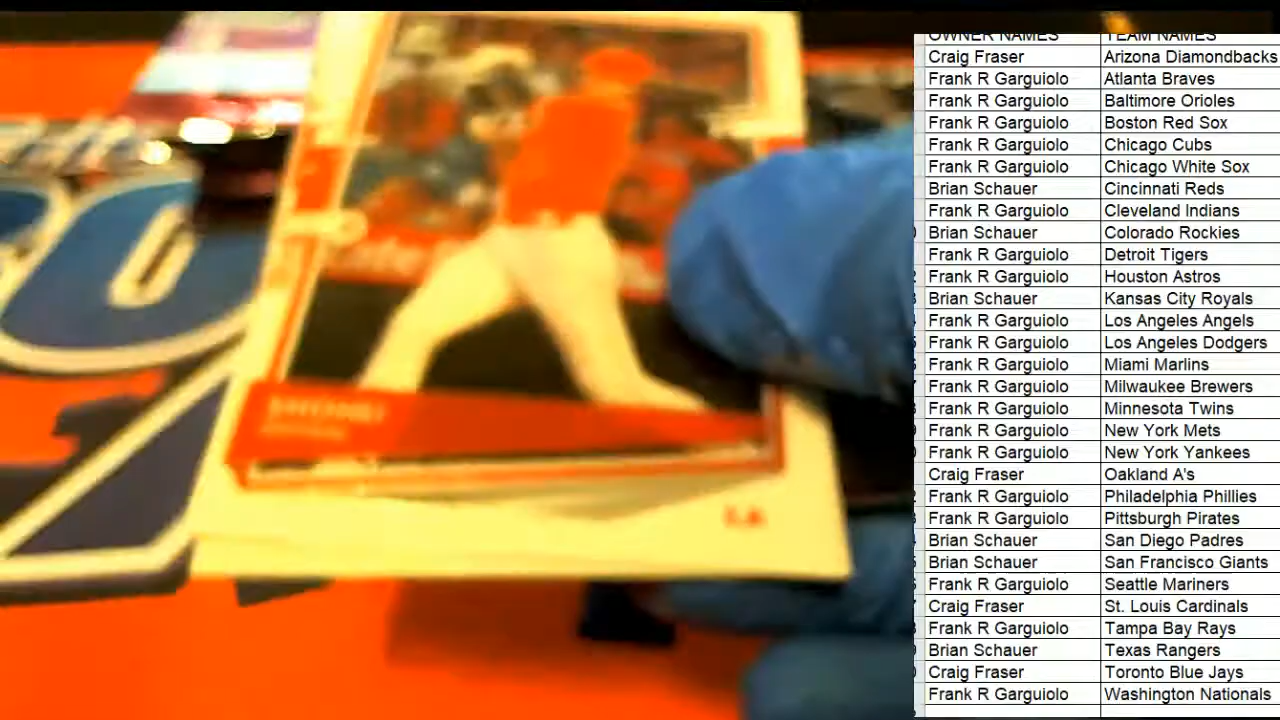 OWNER NAMES TEAM NAMES
Craig Fraser Arizona Diamondbacks
Frank R Garguiolo Atlanta Braves
Frank R Garguiolo Baltimore Orioles
Frank R Garguiolo Boston Red Sox
Frank R Garguiolo Chicago Cubs
Frank R Garguiolo Chicago White Sox
Brian Schauer Cincinnati Reds
Frank R Garguiolo Cleveland Indians
Brian Schauer Colorado Rockies
Frank R Garguiolo Detroit Tigers
Frank R Garguiolo Houston Astros
Brian Schauer Kansas City Royals
Frank R Garguiolo Los Angeles Angels
Frank R Garguiolo Los Angeles Dodgers
Frank R Garguiolo Miami Marlins
Frank R Garguiolo Milwaukee Brewers
Frank R Garguiolo Minnesota Twins
Frank R Garguiolo New York Mets
Frank R Garguiolo New York Yankees
Craig Fraser Oakland A's
Frank R Garguiolo Philadelphia Phillies
Frank R Garguiolo Pittsburgh Pirates
Brian Schauer San Diego Padres
Brian Schauer San Francisco Giants
Frank R Garguiolo Seattle Mariners
Craig Fraser St. Louis Cardinals
Frank R Garguiolo Tampa Bay Rays
Brian Schauer Texas Rangers
Craig Fraser Toronto Blue Jays
Frank R Garguiolo Washington Nationals